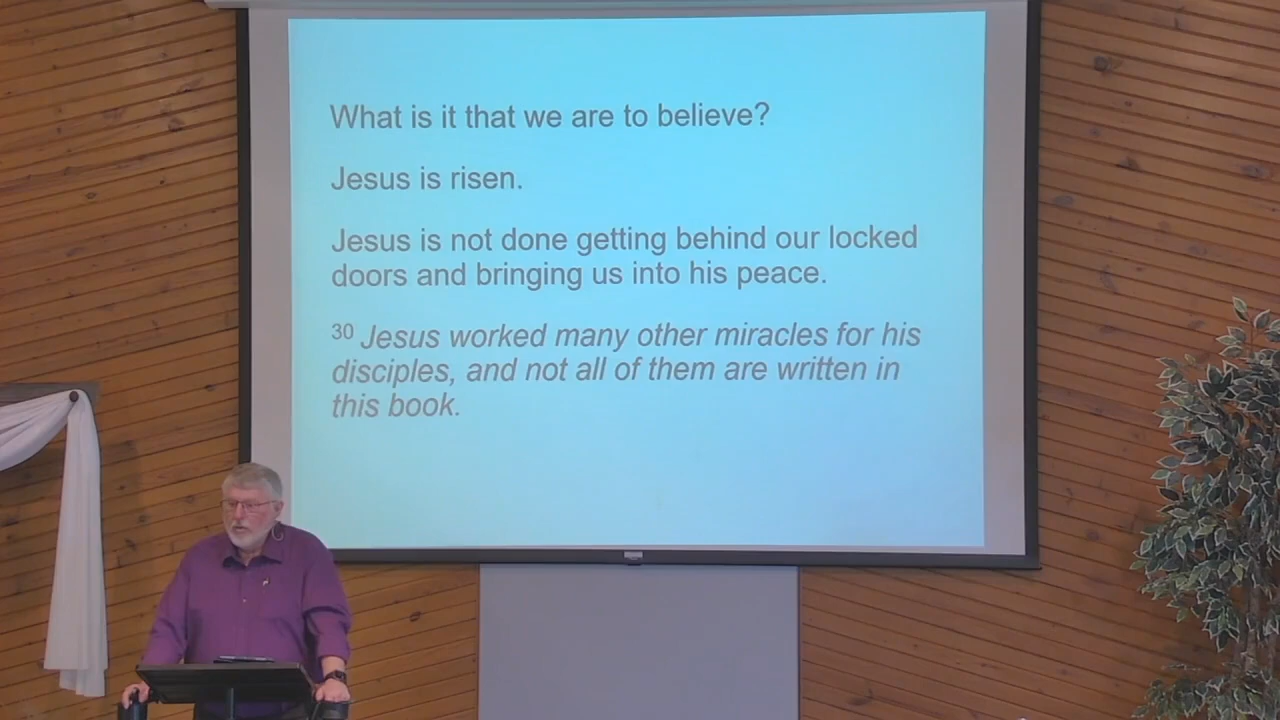 What is it that we are to believe?
Jesus is risen.
Jesus is not done getting behind our locked
doors and bringing us into his peace.
30 Jesus worked many other miracles for his
disciples, and not all of them are written in
this book.